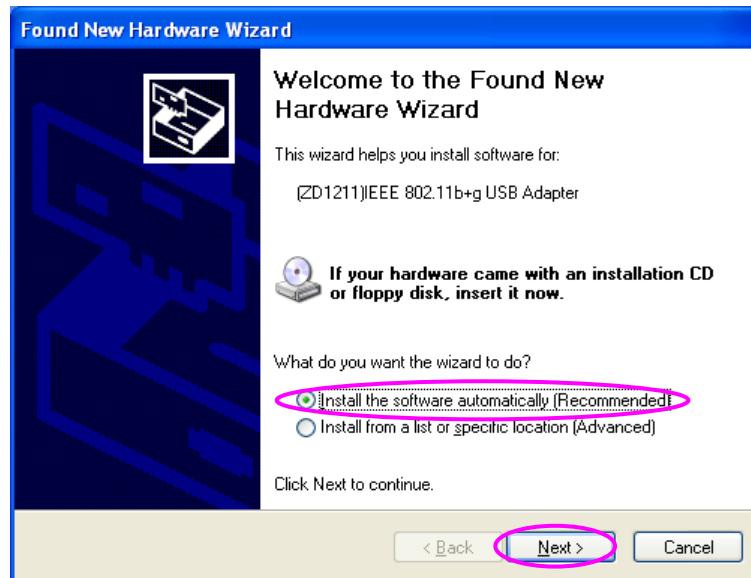 Found New Hardware Wizard
Welcome to the Found New
Hardware Wizard
This wizard helps you install software for:
(ZD1211)IEEE 802.11b+g USB Adapter
If your hardware came with an installation CD
or floppy disk, insert it now.
What do you want the wizard to do?
Install the software automatically (Recommended)
Install from a list or specific location (Advanced)
Click Next to continue.
< Back Next > Cancel